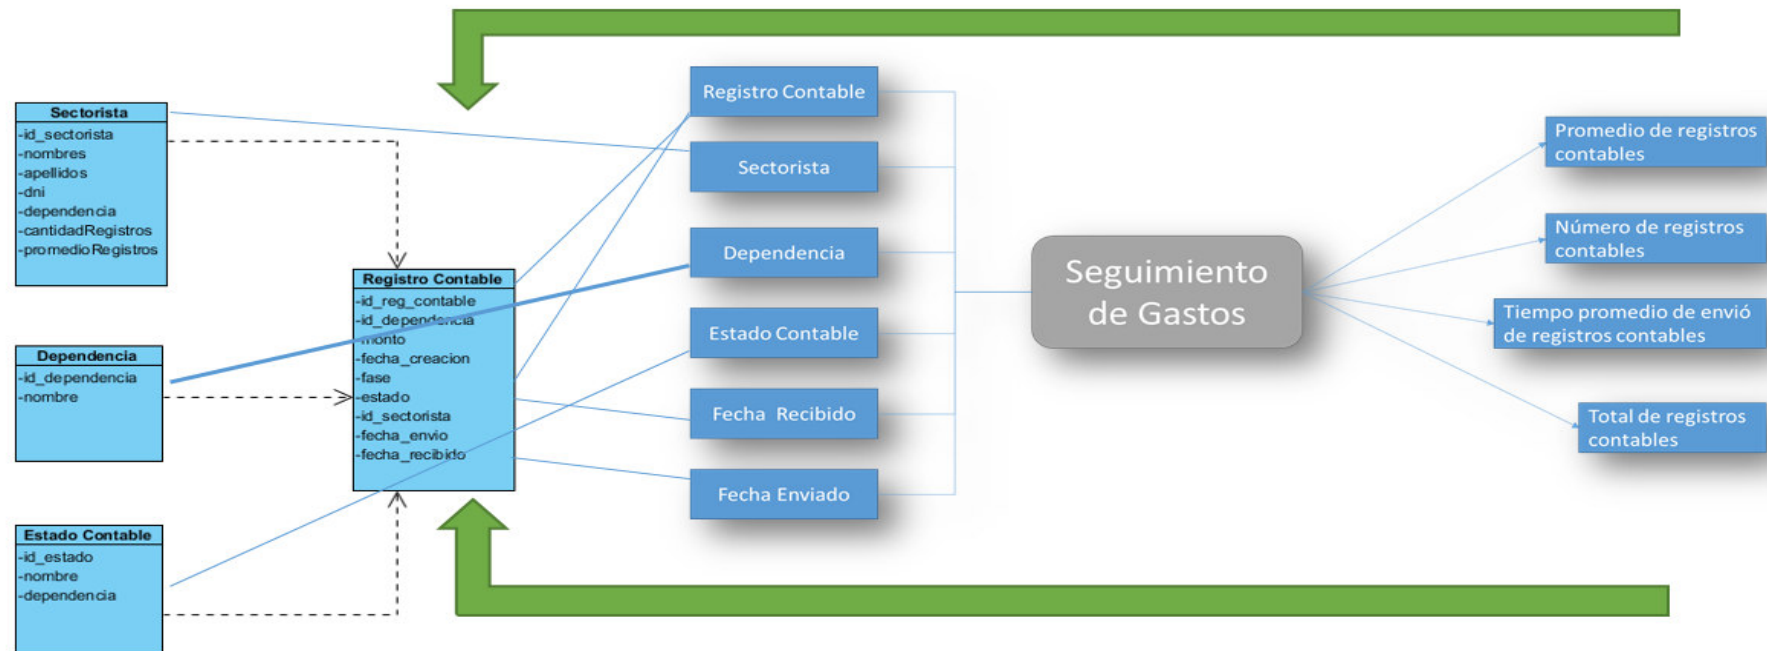 Sectorista
-id_sectorista
-nombres
-apellidos
-dni
-dependencia
-cantidadRegistros
-promedioRegistros
Dependencia
-id_dependencia
-nombre
Estado Contable
-id_estado
-nombre
-dependencia
Registro Contable
-id_reg_contable
-id_dependencia
-monto
-fecha_creacion
-fase
-estado
-id_sectorista
-fecha_envio
-fecha_recibido
Registro Contable
Sectorista
Dependencia
Estado Contable
Fecha Recibido
Fecha Enviado
Seguimiento
de Gastos
Promedio de registros
contables
Número de registros
contables
Tiempo promedio de envió
de registros contables
Total de registros
contables